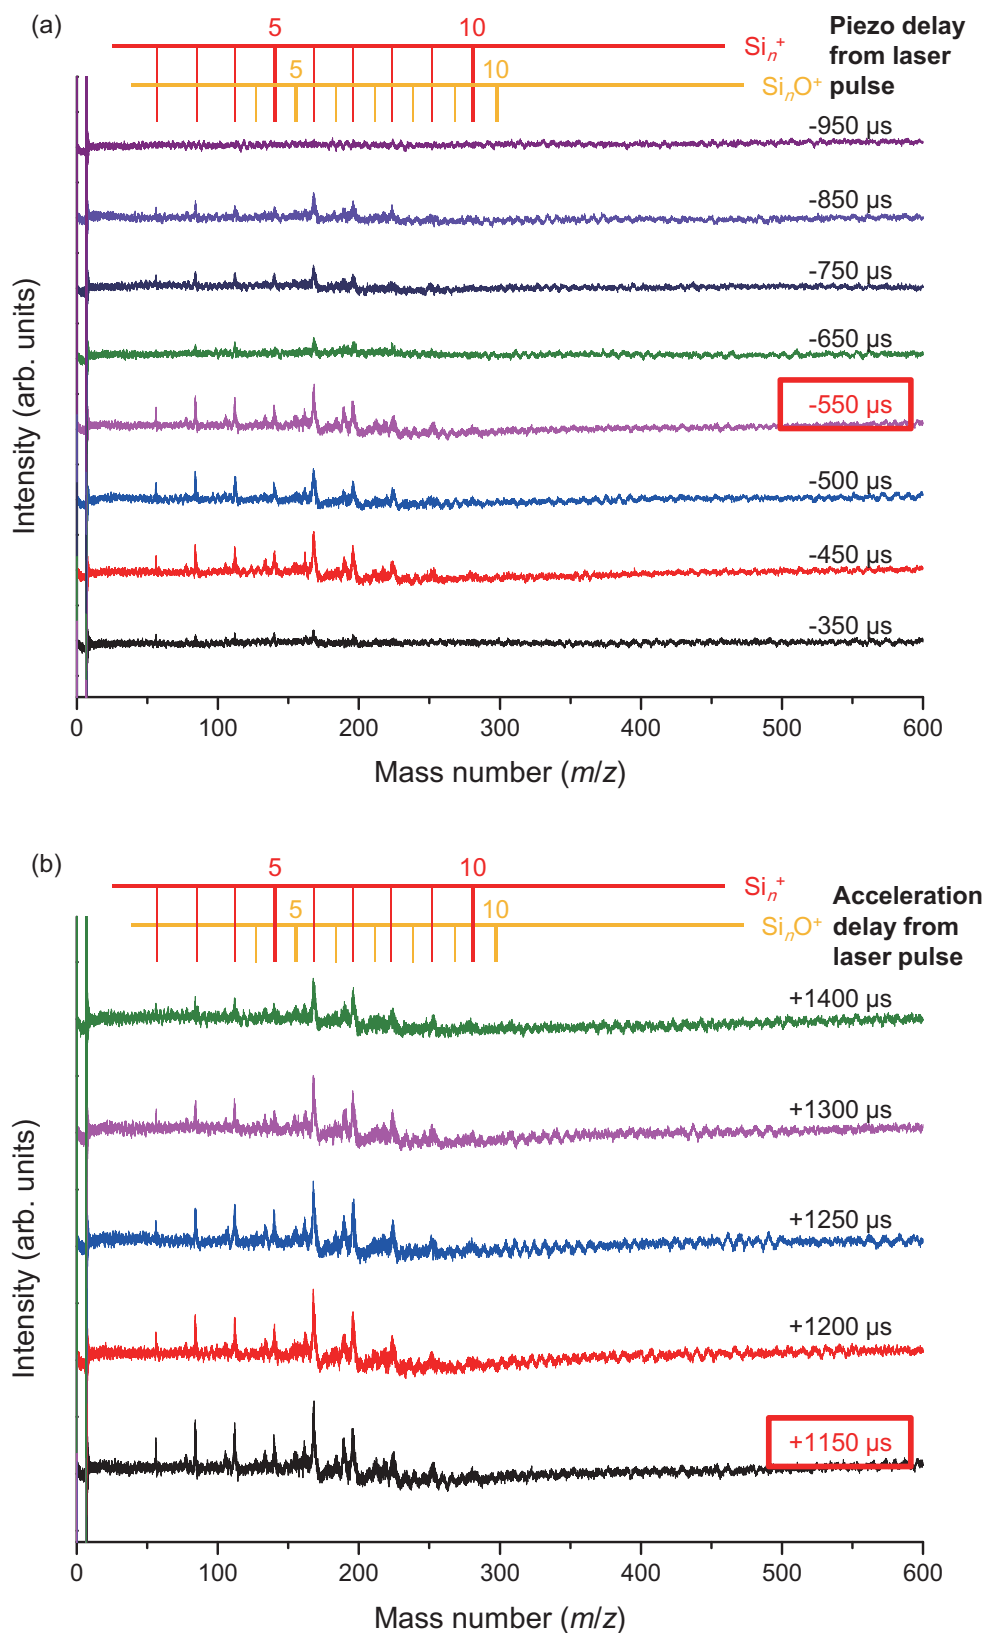 (a)
5
10
Siₙ⁺
5
10
SiₙO⁺
Piezo delay
from laser
pulse
-950 µs
-850 µs
-750 µs
-650 µs
-550 µs
-500 µs
-450 µs
-350 µs
Intensity (arb. units)
0 100 200 300 400 500 600
Mass number (m/z)
(b)
5
10
Siₙ⁺
5
10
SiₙO⁺
Acceleration
delay from
laser pulse
+1400 µs
+1300 µs
+1250 µs
+1200 µs
+1150 µs
Intensity (arb. units)
0 100 200 300 400 500 600
Mass number (m/z)